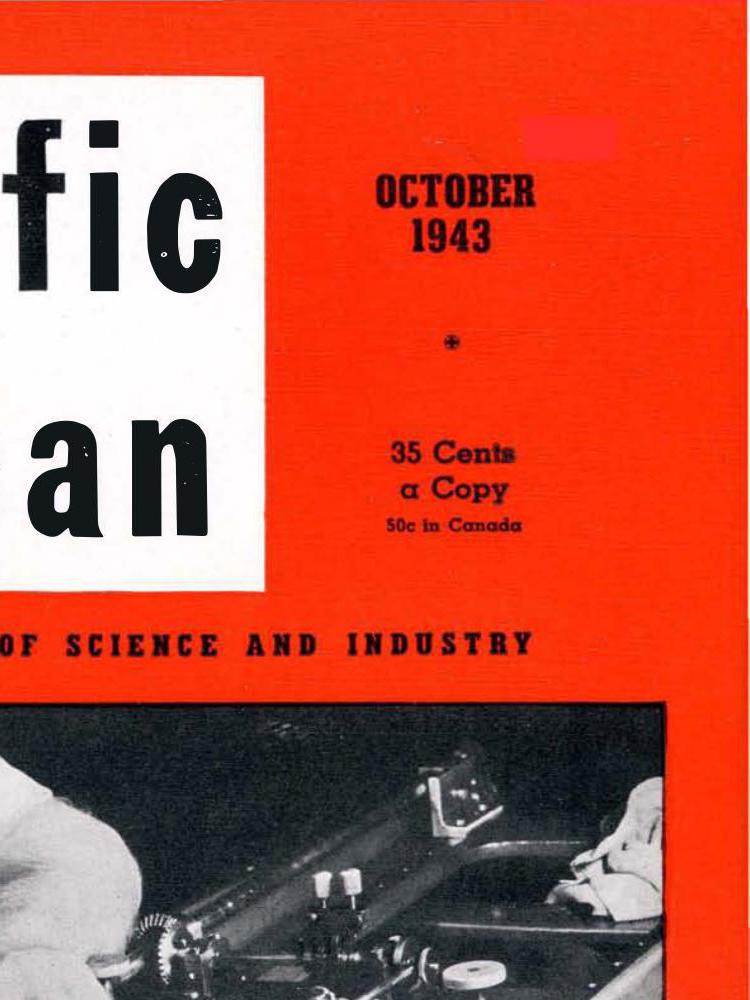 fic
an
OCTOBER
1943
35 Cents
a Copy
50c in Canada
OF SCIENCE AND INDUSTRY